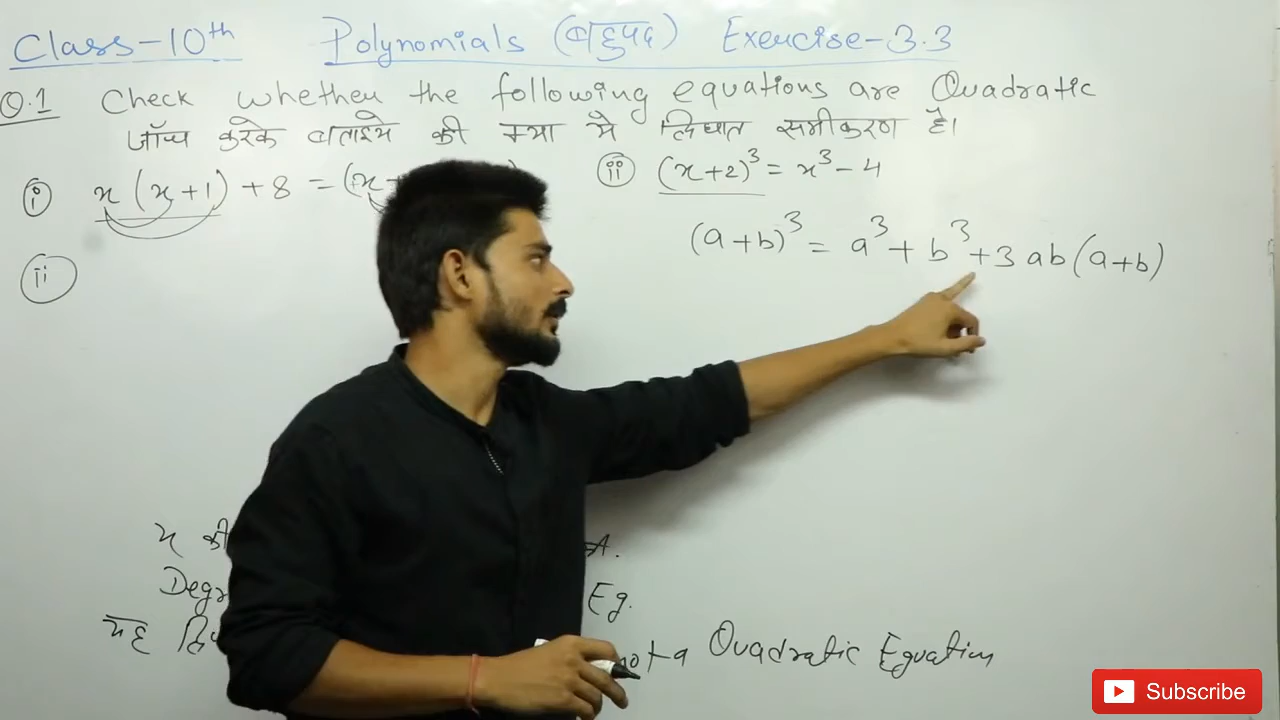 Class-10th Polynomials (बहुपद) Exercise-3.3
Q.1 Check whether the following equations are Quadratic
जाँच करके बताइये की क्या ये द्विघात समीकरण है।
(i) x(x+1)+8=(x+
(ii) (x+2)³=x³-4
(a+b)³ = a³+b³+3ab(a+b)
(ii)
x की A.
Degr Eg.
यह not a Quadratic Equation
Subscribe